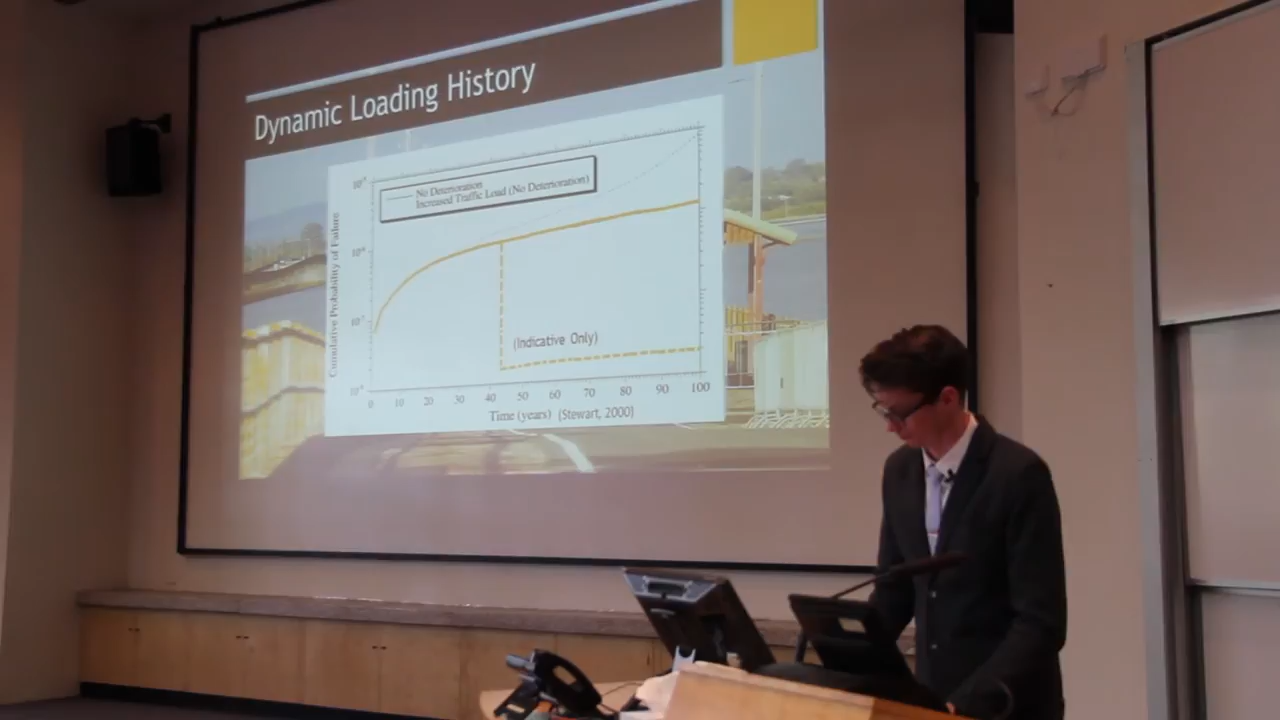 Dynamic Loading History
No Deterioration
Increased Traffic Load (No Deterioration)
Cumulative Probability of Failure
(Indicative Only)
0 10 20 30 40 50 60 70 80 90 100
Time (years) (Stewart, 2000)